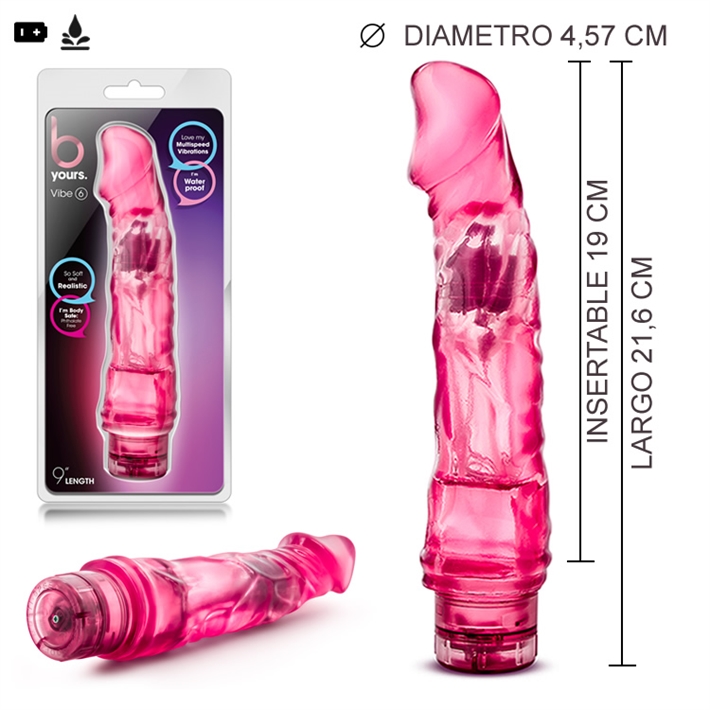 DIAMETRO 4,57 CM
b
yours.
Vibe 6
Love my
Multispeed
Vibrations
I'm
Water
proof
So Soft
and
Realistic
I'm Body
Safe:
Phthalate
Free
9" LENGTH
INSERTABLE 19 CM
LARGO 21,6 CM
0